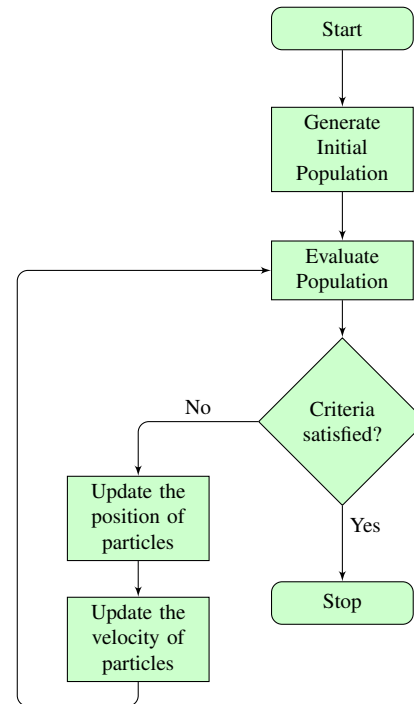 Start
Generate
Initial
Population
Evaluate
Population
Criteria
satisfied?
No
Yes
Update the
position of
particles
Update the
velocity of
particles
Stop